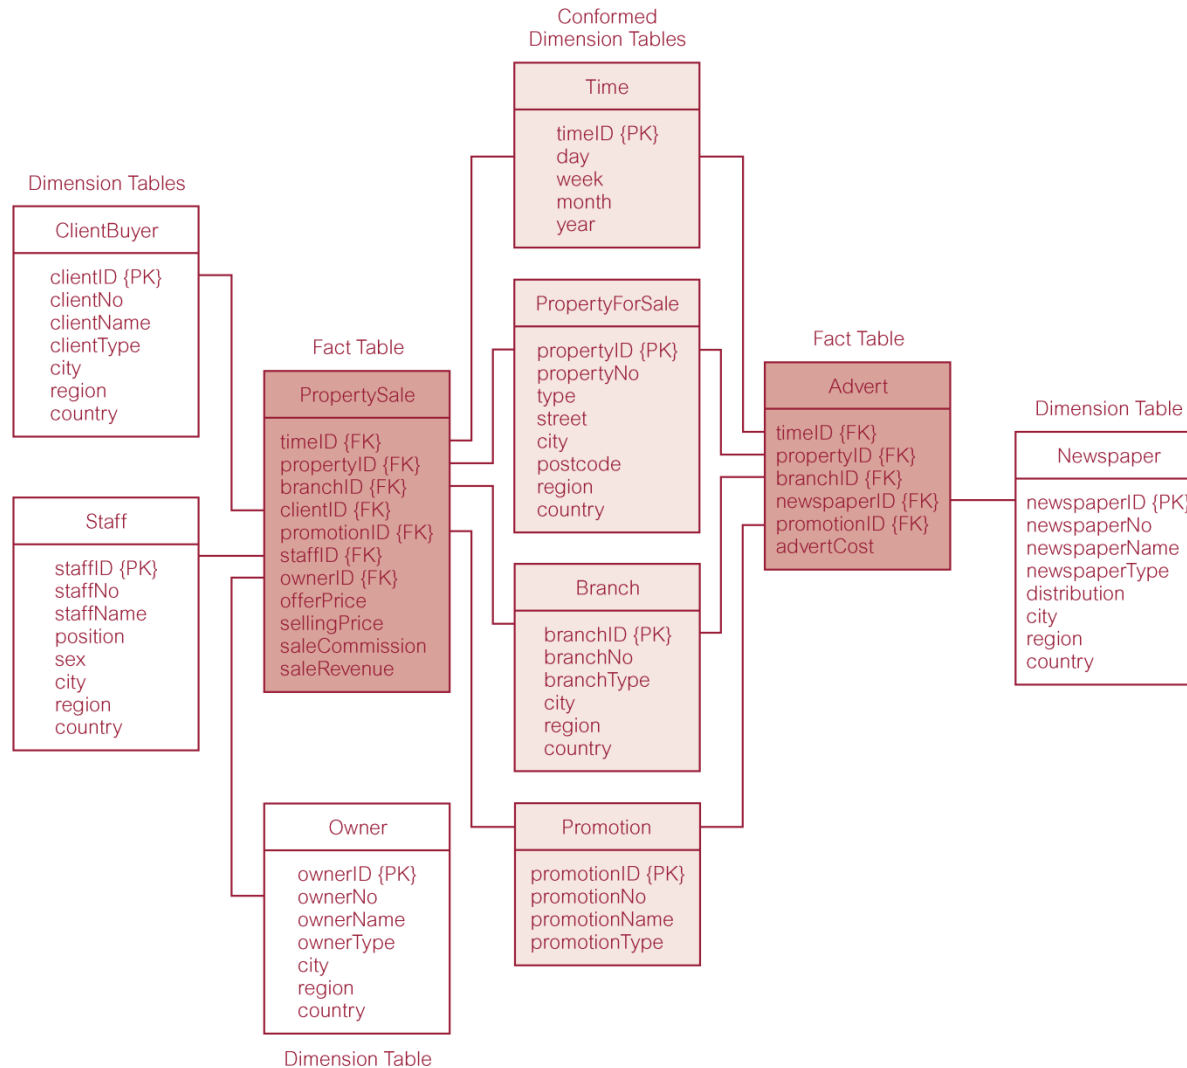 Conformed
Dimension Tables
Time
timeID {PK}
day
week
month
year
Dimension Tables
ClientBuyer
clientID {PK}
clientNo
clientName
clientType
city
region
country
PropertyForSale
propertyID {PK}
propertyNo
type
street
city
postcode
region
country
Fact Table
PropertySale
timeID {FK}
propertyID {FK}
branchID {FK}
clientID {FK}
promotionID {FK}
staffID {FK}
ownerID {FK}
offerPrice
sellingPrice
saleCommission
saleRevenue
Fact Table
Advert
timeID {FK}
propertyID {FK}
branchID {FK}
newspaperID {FK}
promotionID {FK}
advertCost
Dimension Table
Newspaper
newspaperID {PK}
newspaperNo
newspaperName
newspaperType
distribution
city
region
country
Staff
staffID {PK}
staffNo
staffName
position
sex
city
region
country
Branch
branchID {PK}
branchNo
branchType
city
region
country
Owner
ownerID {PK}
ownerNo
ownerName
ownerType
city
region
country
Dimension Table
Promotion
promotionID {PK}
promotionNo
promotionName
promotionType